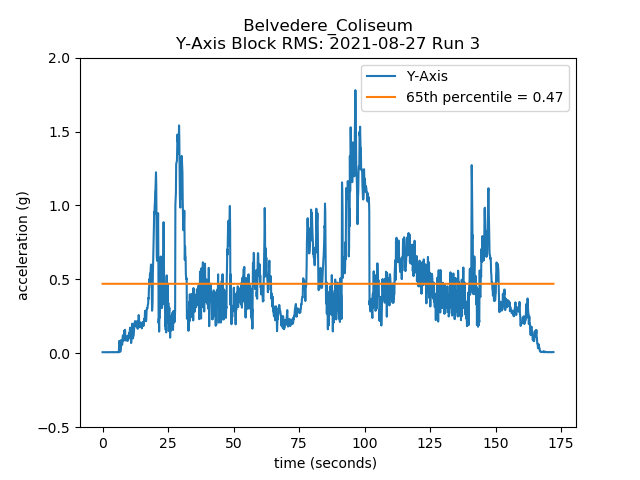 Belvedere_Coliseum
Y-Axis Block RMS: 2021-08-27 Run 3
Y-Axis
65th percentile = 0.47
acceleration (g)
2.0
1.5
1.0
0.5
0.0
−0.5
0 25 50 75 100 125 150 175
time (seconds)